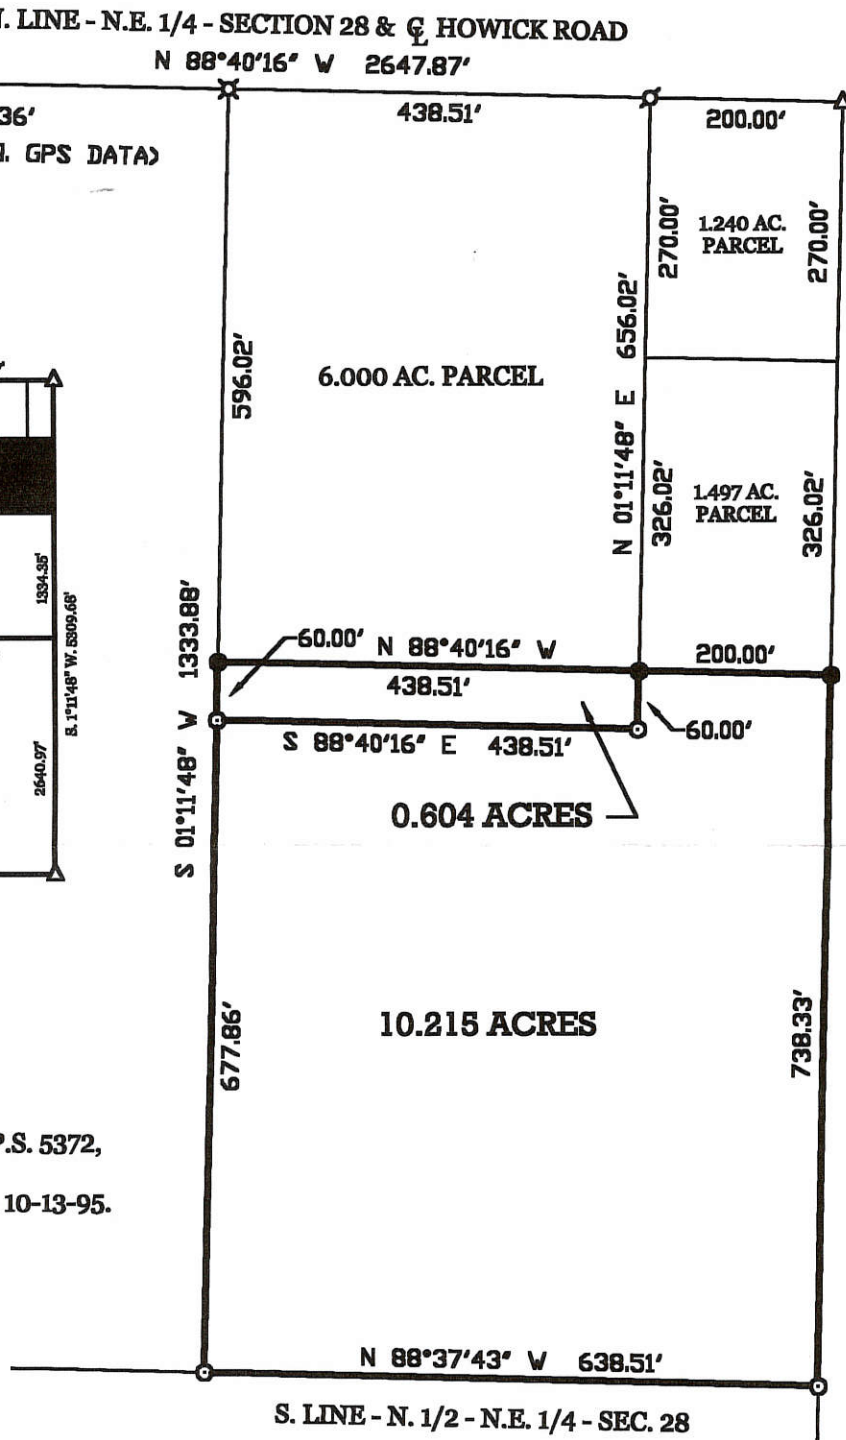 . LINE - N.E. 1/4 - SECTION 28 & ℄ HOWICK ROAD
N 88°40'16" W 2647.87'
36'
438.51'
200.00'
. GPS DATA)
270.00'
1.240 AC.
PARCEL
270.00'
596.02'
6.000 AC. PARCEL
N 01°11'48" E 656.02'
326.02'
1.497 AC.
PARCEL
326.02'
1334.35'
S. 1°11'48" W. 5309.68'
2640.97'
S 01°11'48" W 1333.88'
60.00'
N 88°40'16" W
438.51'
200.00'
60.00'
S 88°40'16" E 438.51'
0.604 ACRES
677.86'
10.215 ACRES
738.33'
P.S. 5372,
10-13-95.
N 88°37'43" W 638.51'
S. LINE - N. 1/2 - N.E. 1/4 - SEC. 28